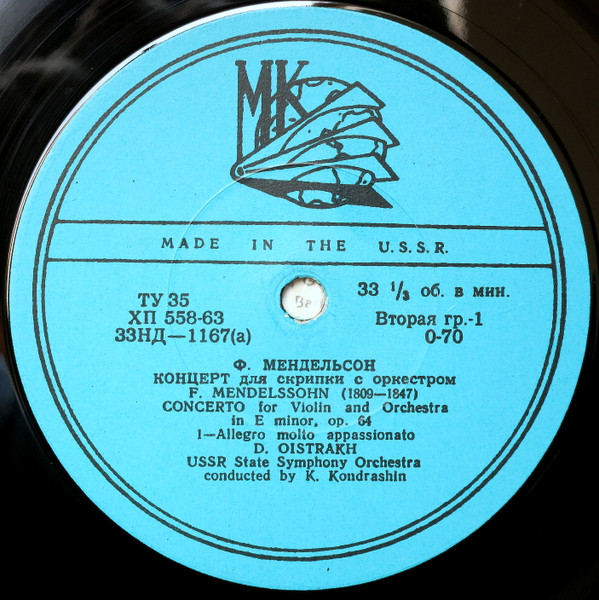 МК
MADE IN THE U.S.S.R.
ТУ 35
ХП 558-63
33НД—1167(а)
33 1/3 об. в мин.
Вторая гр.-1
0-70
Ф. МЕНДЕЛЬСОН
КОНЦЕРТ для скрипки с оркестром
F. MENDELSSOHN (1809—1847)
CONCERTO for Violin and Orchestra
in E minor, op. 64
1—Allegro molto appassionato
D. OISTRAKH
USSR State Symphony Orchestra
conducted by K. Kondrashin